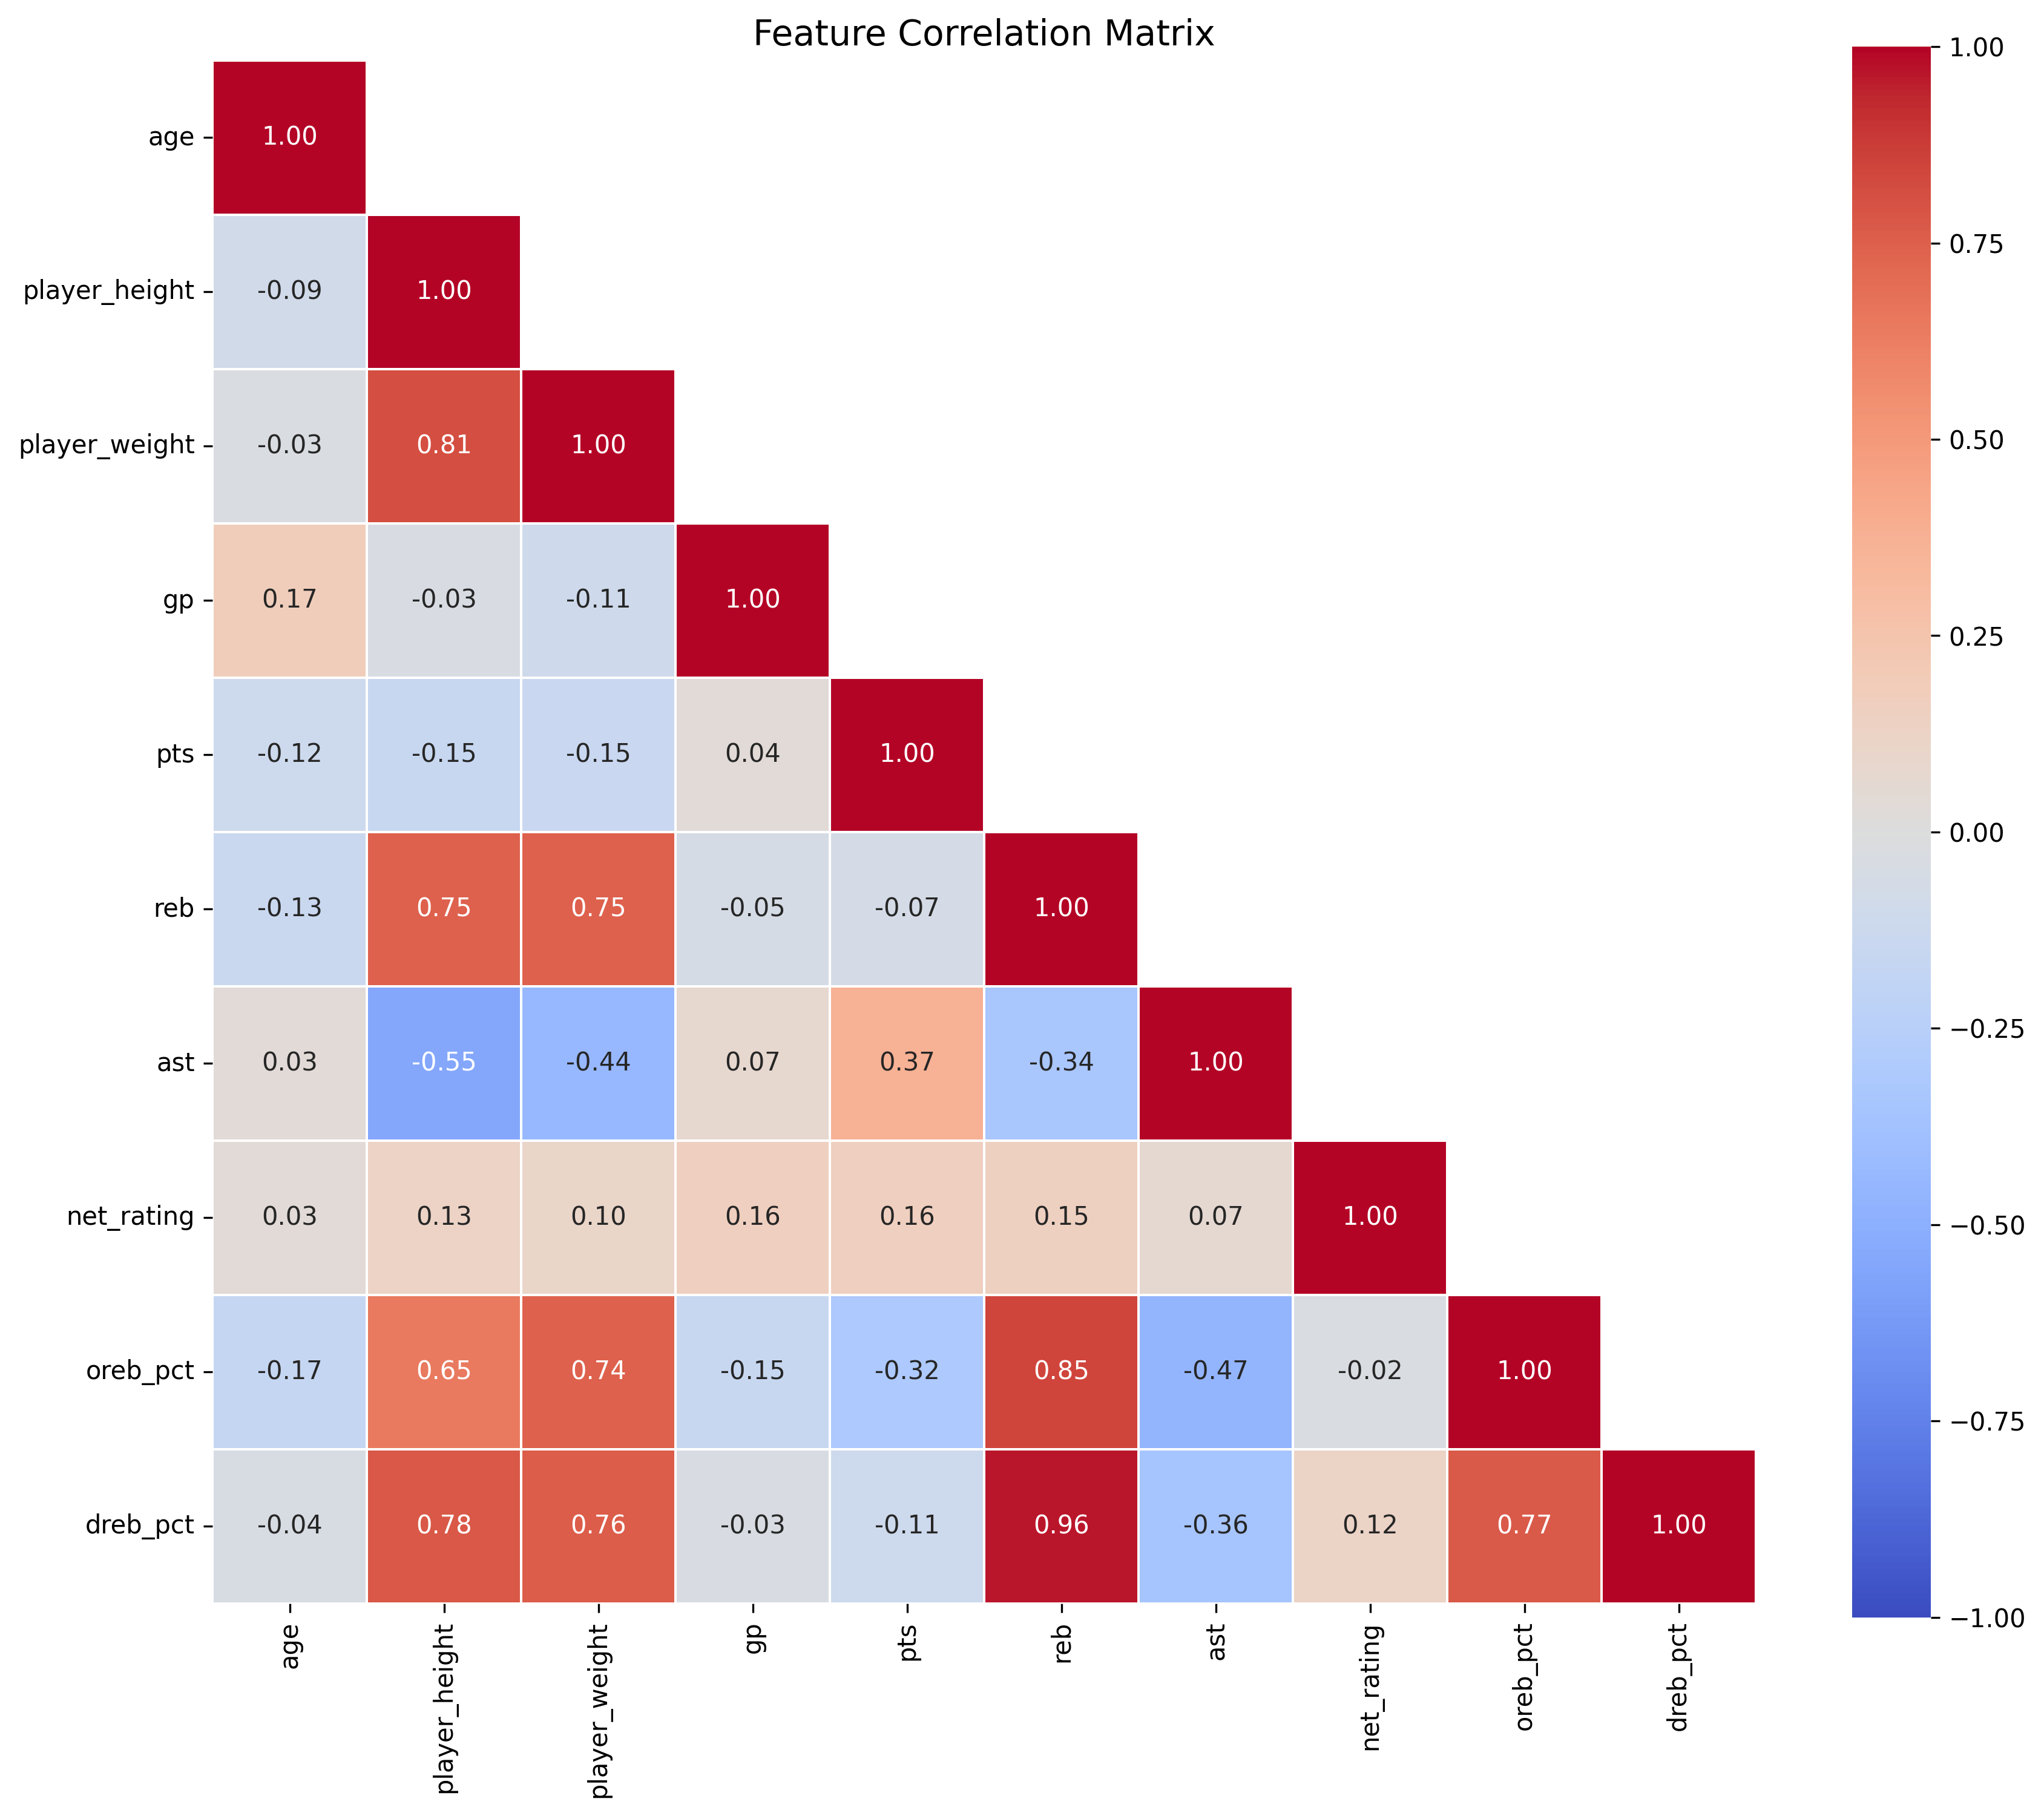 Feature Correlation Matrix
age 1.00
player_height -0.09 1.00
player_weight -0.03 0.81 1.00
gp 0.17 -0.03 -0.11 1.00
pts -0.12 -0.15 -0.15 0.04 1.00
reb -0.13 0.75 0.75 -0.05 -0.07 1.00
ast 0.03 -0.55 -0.44 0.07 0.37 -0.34 1.00
net_rating 0.03 0.13 0.10 0.16 0.16 0.15 0.07 1.00
oreb_pct -0.17 0.65 0.74 -0.15 -0.32 0.85 -0.47 -0.02 1.00
dreb_pct -0.04 0.78 0.76 -0.03 -0.11 0.96 -0.36 0.12 0.77 1.00
age player_height player_weight gp pts reb ast net_rating oreb_pct dreb_pct
1.00
0.75
0.50
0.25
0.00
−0.25
−0.50
−0.75
−1.00